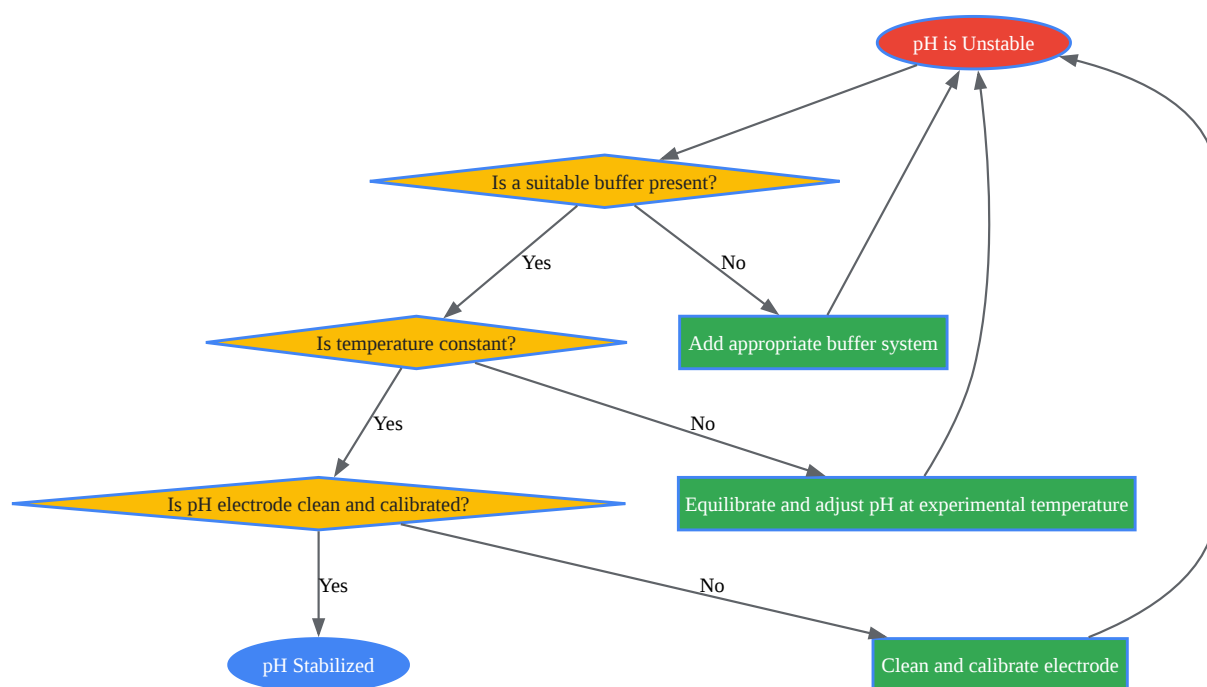 pH is Unstable
Is a suitable buffer present?
Yes
No
Is temperature constant?
Add appropriate buffer system
Yes
No
Is pH electrode clean and calibrated?
Equilibrate and adjust pH at experimental temperature
Yes
No
pH Stabilized
Clean and calibrate electrode